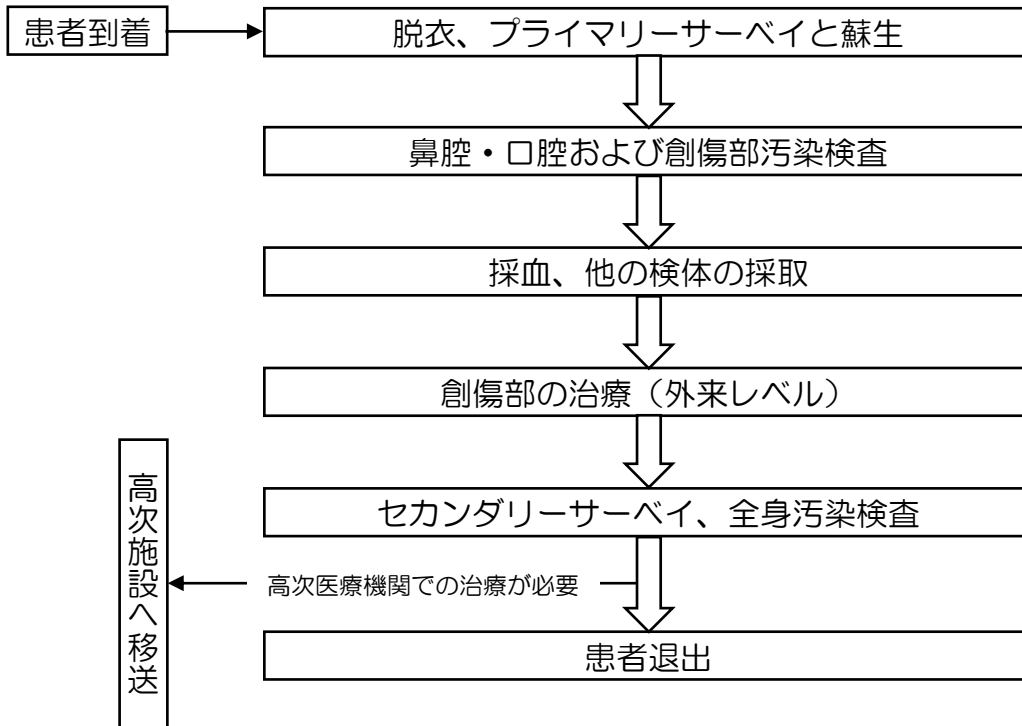 患者到着
脱衣、プライマリーサーベイと蘇生
鼻腔・口腔および創傷部汚染検査
採血、他の検体の採取
創傷部の治療（外来レベル）
セカンダリーサーベイ、全身汚染検査
高次医療機関での治療が必要
高次施設へ移送
患者退出